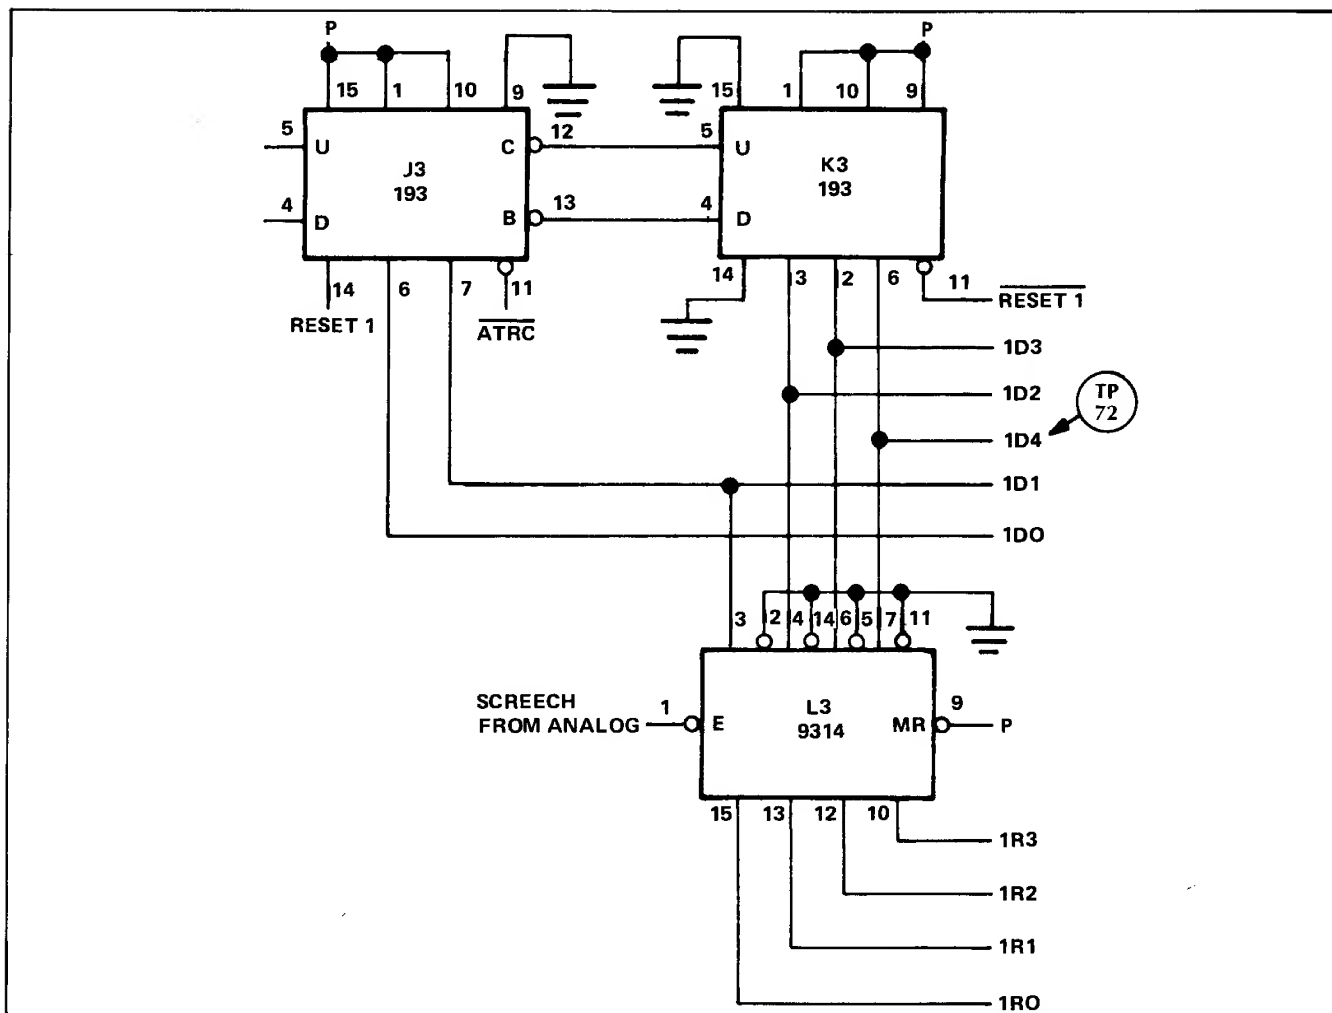 P
P
15 1 10 9
15 1 10 9
5 U C 12 5 U
J3
193
K3
193
4 D B 13 4 D
14 6 7 11
14 3 2 6 11
RESET 1
ATRC
RESET 1
1D3
1D2
TP
72
1D4
1D1
1D0
3 2 4 14 6 5 7 11
SCREECH
FROM ANALOG
1 E
L3
9314
MR 9 P
15 13 12 10
1R3
1R2
1R1
1R0